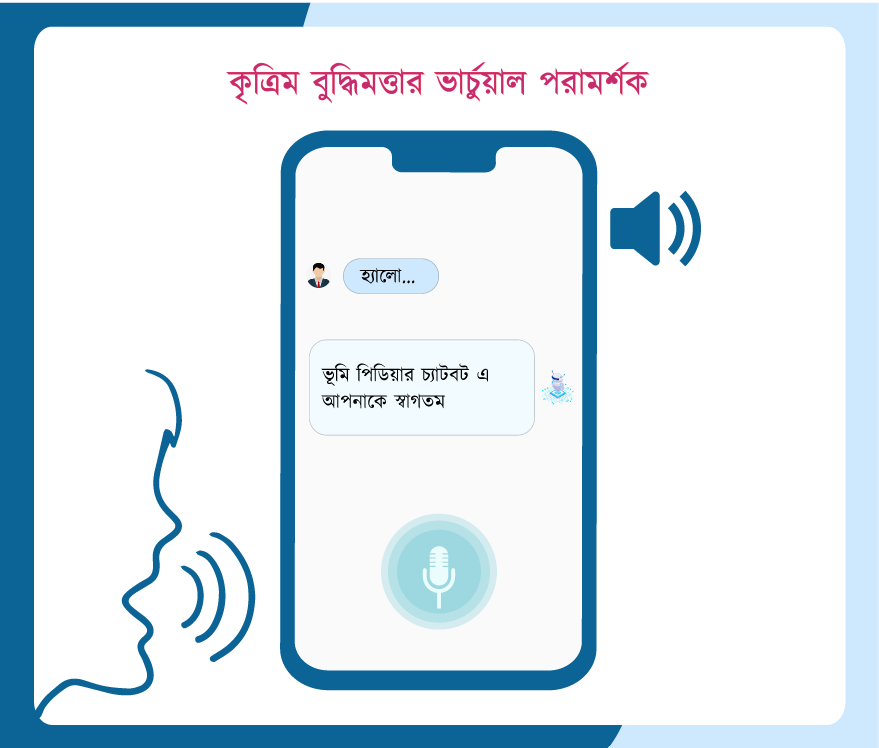 কৃত্রিম বুদ্ধিমত্তার ভার্চুয়াল পরামর্শক
হ্যালো...
ভূমি পিডিয়ার চ্যাটবট এ
আপনাকে স্বাগতম